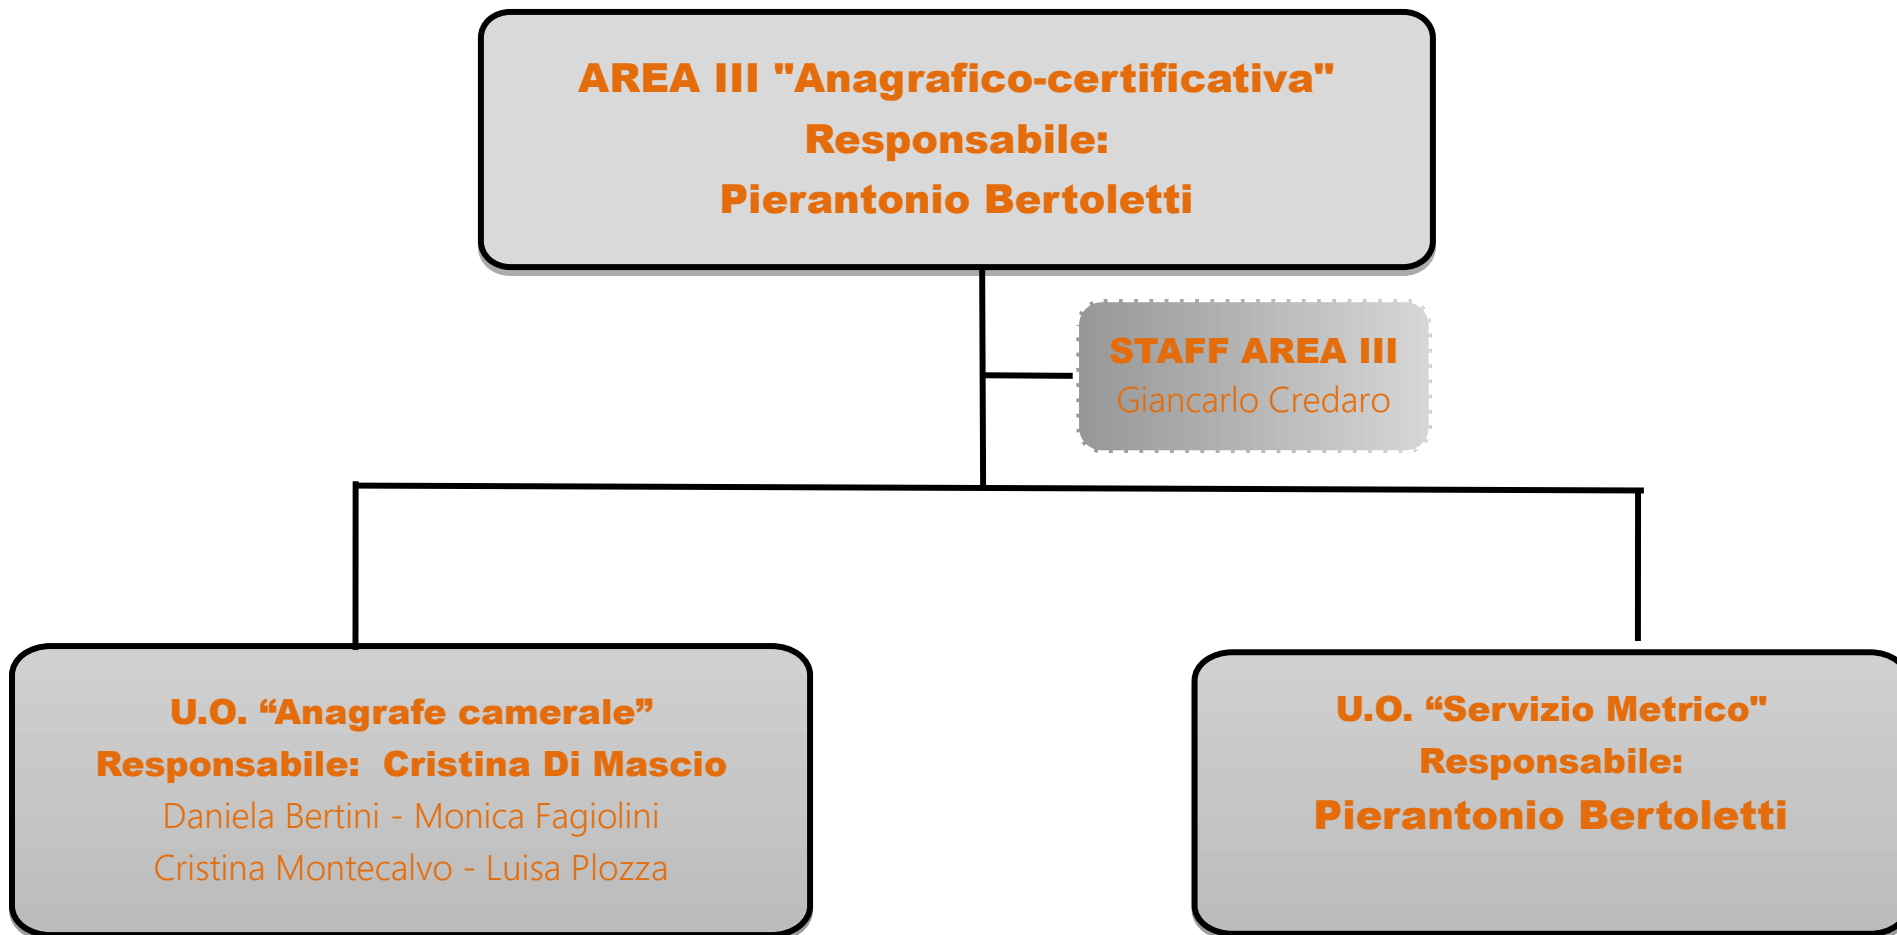 AREA III "Anagrafico-certificativa"
Responsabile:
Pierantonio Bertoletti
STAFF AREA III
Giancarlo Credaro
U.O. “Anagrafe camerale”
Responsabile:  Cristina Di Mascio
Daniela Bertini - Monica Fagiolini
Cristina Montecalvo - Luisa Plozza
U.O. “Servizio Metrico"
Responsabile:
Pierantonio Bertoletti